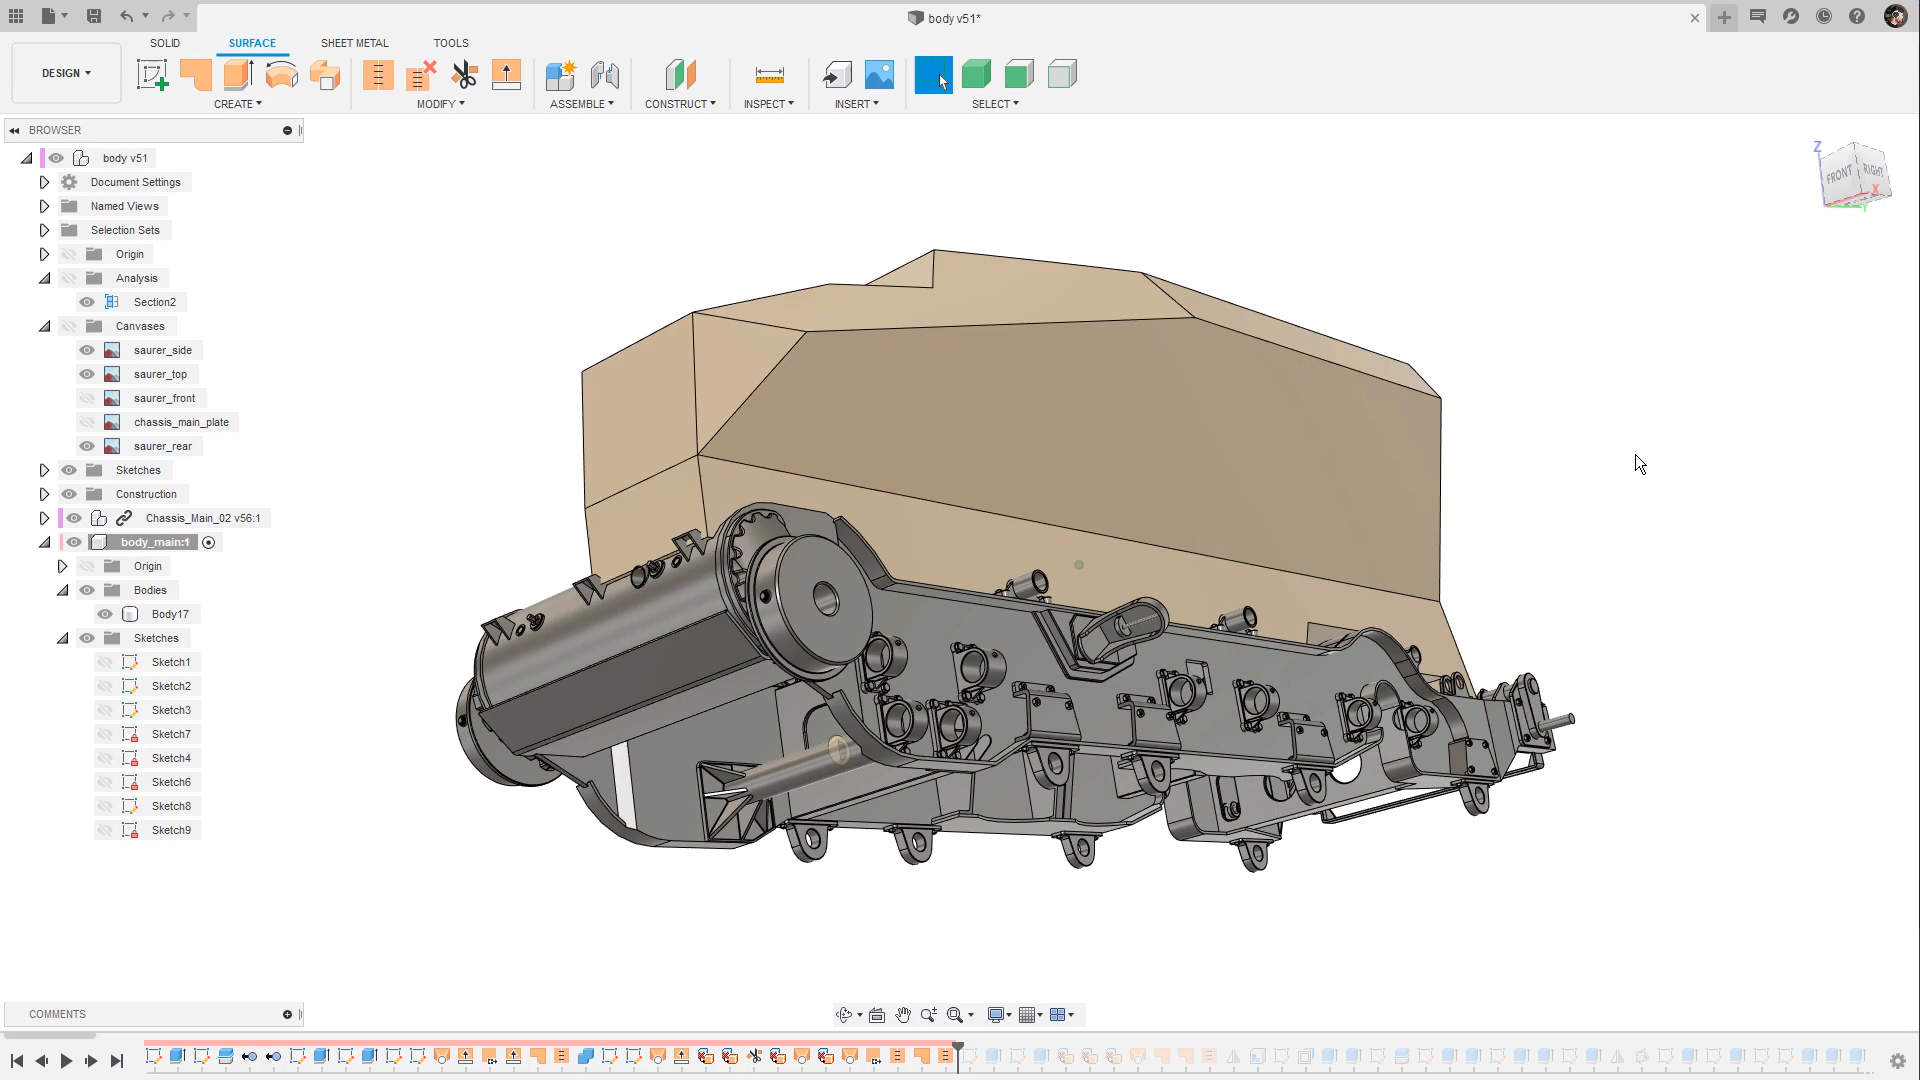 body v51*
SOLID
SURFACE
SHEET METAL
TOOLS
DESIGN
CREATE
MODIFY
ASSEMBLE
CONSTRUCT
INSPECT
INSERT
SELECT
BROWSER
body v51
Document Settings
Named Views
Selection Sets
Origin
Analysis
Section2
Canvases
saurer_side
saurer_top
saurer_front
chassis_main_plate
saurer_rear
Sketches
Construction
Chassis_Main_02 v56:1
body_main:1
Origin
Bodies
Body17
Sketches
Sketch1
Sketch2
Sketch3
Sketch7
Sketch4
Sketch6
Sketch8
Sketch9
Z
FRONT
RIGHT
X
Y
COMMENTS